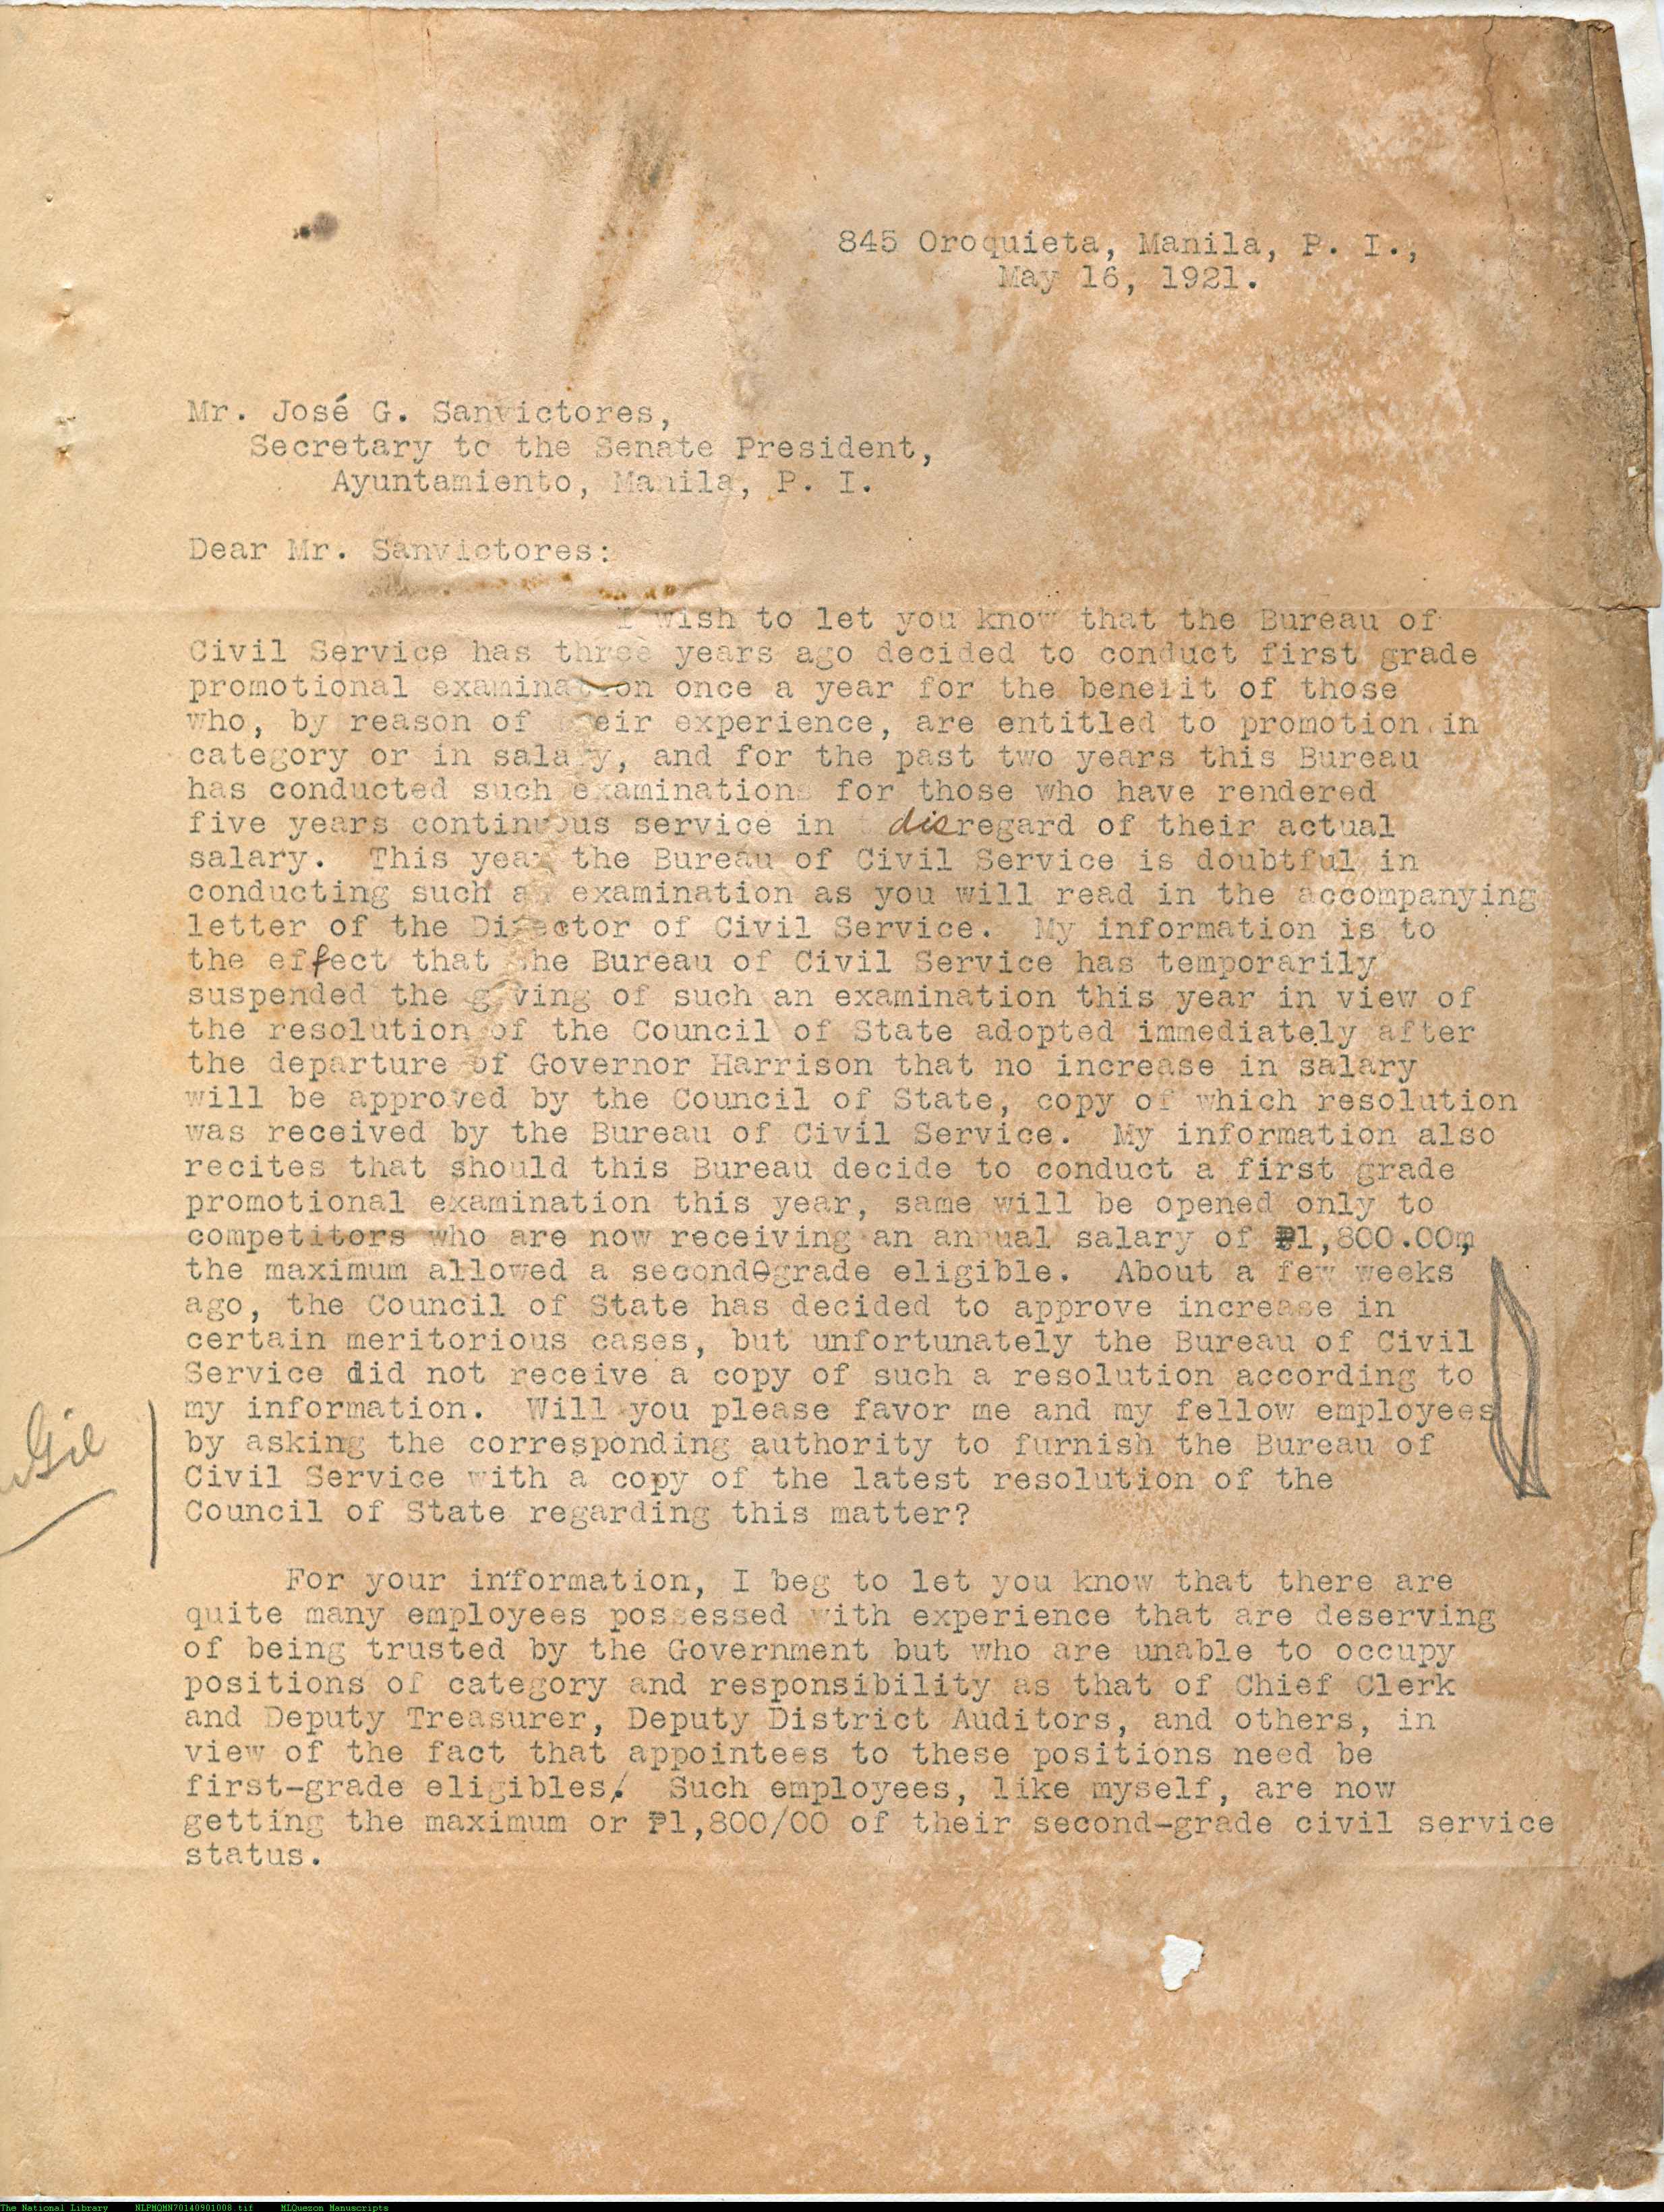 845 Oroquieta, Manila, P. I.,
May 16, 1921.
Mr. José G. Sanvictores,
Secretary to the Senate President,
Ayuntamiento, Manila, P. I.
Dear Mr. Sanvictores:
I wish to let you know that the Bureau of
Civil Service has three years ago decided to conduct first grade
promotional examination once a year for the benefit of those
who, by reason of their experience, are entitled to promotion in
category or in salary, and for the past two years this Bureau
has conducted such examinations for those who have rendered
five years continuous service in disregard of their actual
salary. This year the Bureau of Civil Service is doubtful in
conducting such an examination as you will read in the accompanying
letter of the Director of Civil Service. My information is to
the effect that the Bureau of Civil Service has temporarily
suspended the giving of such an examination this year in view of
the resolution of the Council of State adopted immediately after
the departure of Governor Harrison that no increase in salary
will be approved by the Council of State, copy of which resolution
was received by the Bureau of Civil Service. My information also
recites that should this Bureau decide to conduct a first grade
promotional examination this year, same will be opened only to
competitors who are now receiving an annual salary of ₱1,800.00,
the maximum allowed a second-grade eligible. About a few weeks
ago, the Council of State has decided to approve increase in
certain meritorious cases, but unfortunately the Bureau of Civil
Service did not receive a copy of such a resolution according to
my information. Will you please favor me and my fellow employees
by asking the corresponding authority to furnish the Bureau of
Civil Service with a copy of the latest resolution of the
Council of State regarding this matter?
For your information, I beg to let you know that there are
quite many employees possessed with experience that are deserving
of being trusted by the Government but who are unable to occupy
positions of category and responsibility as that of Chief Clerk
and Deputy Treasurer, Deputy District Auditors, and others, in
view of the fact that appointees to these positions need be
first-grade eligibles. Such employees, like myself, are now
getting the maximum or ₱1,800/00 of their second-grade civil service
status.
The National Library NLPMQMN70140901008.tif MLQuezon Manuscripts